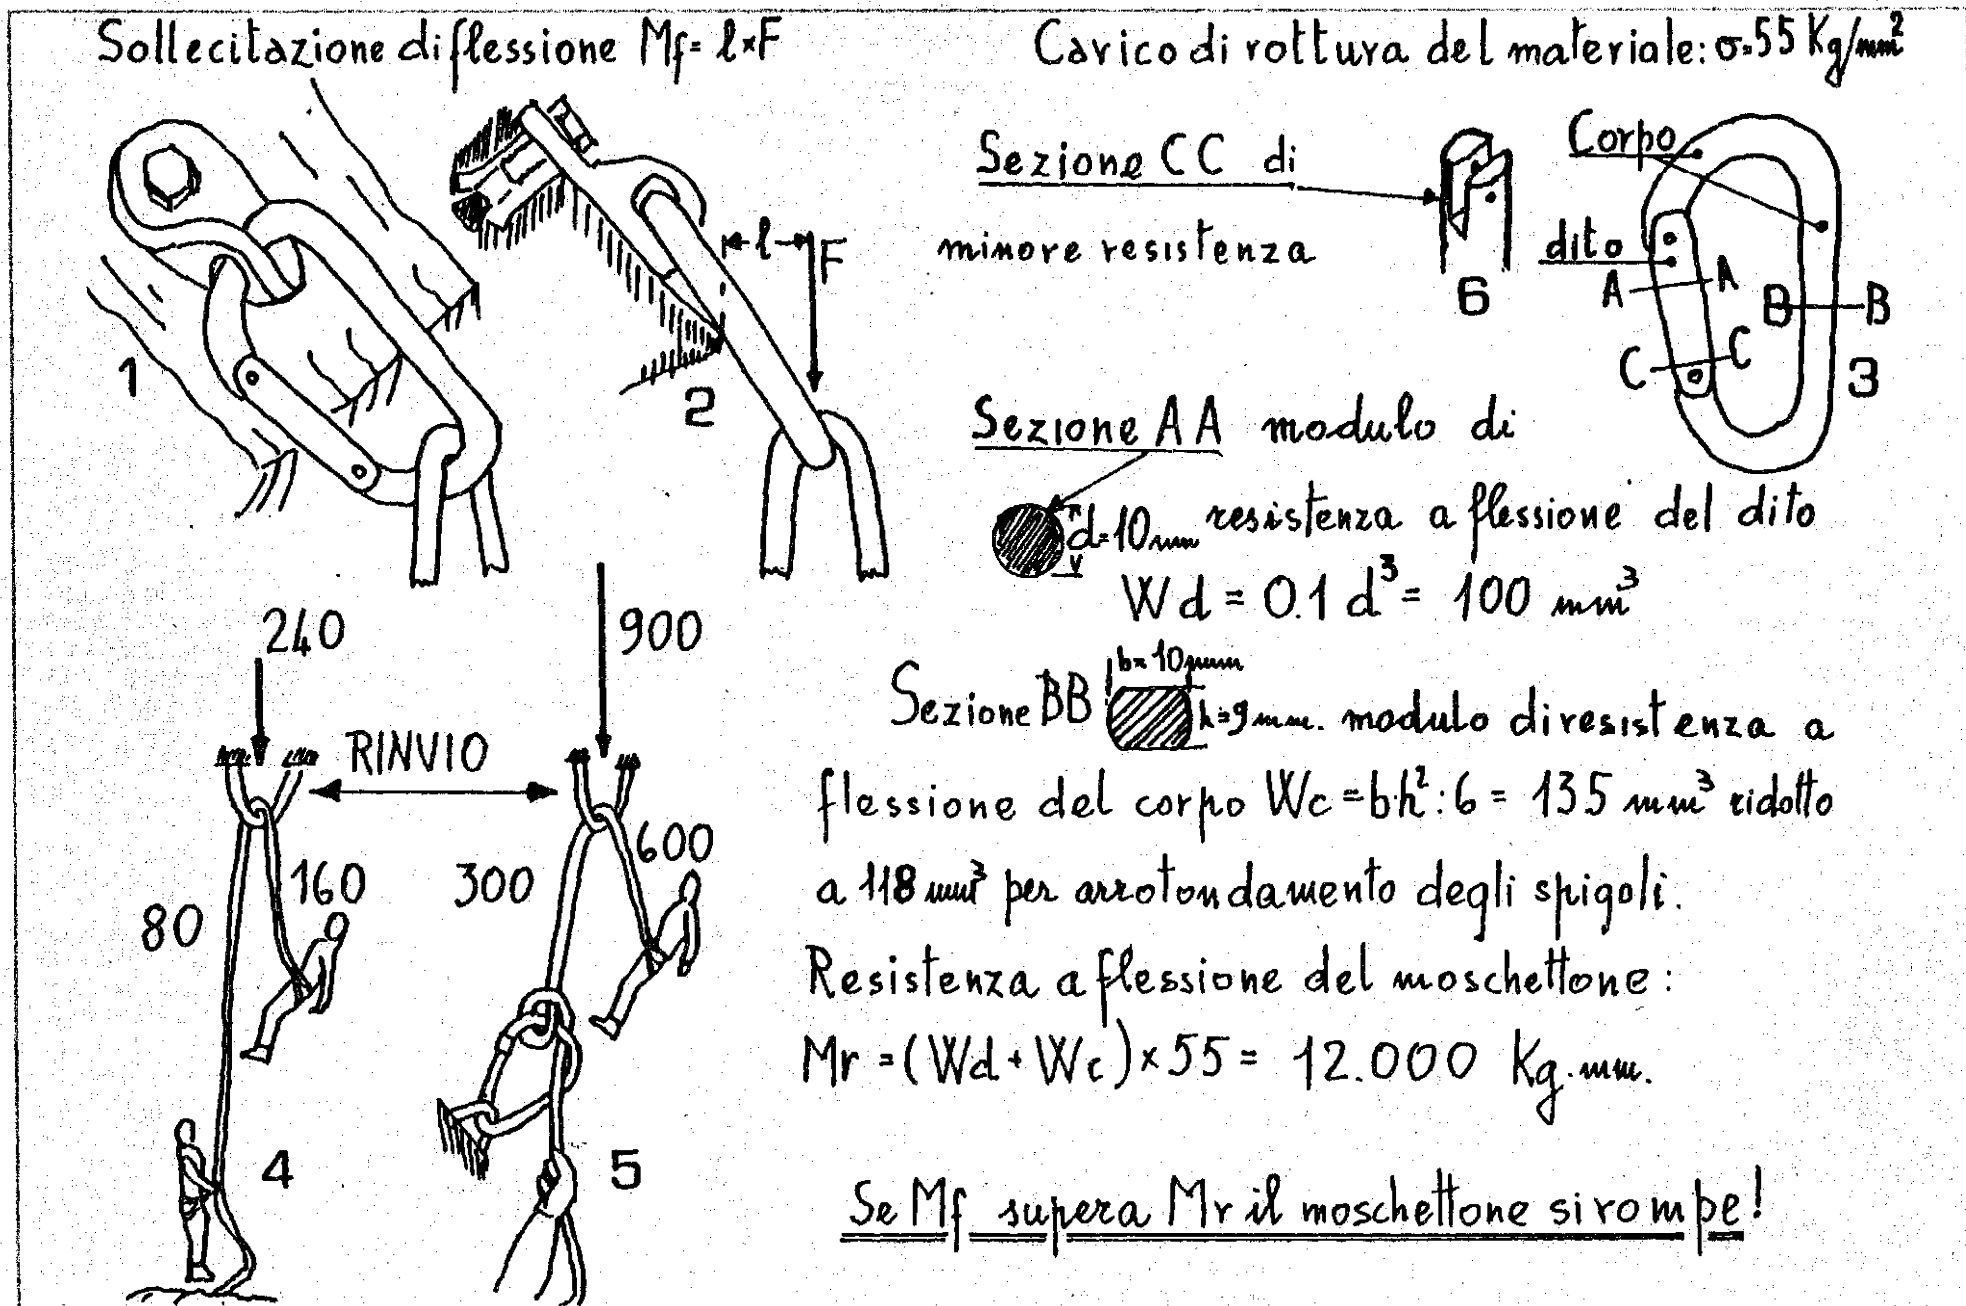 Sollecitazione di flessione Mf= l×F
Carico di rottura del materiale: σ=55 Kg/mm²
Sezione CC di
minore resistenza
Corpo
dito
A A
B B
C C
l
F
1
2
6
3
Sezione AA modulo di
d=10mm resistenza a flessione del dito
Wd = 0.1 d³= 100 mm³
b=10mm
Sezione BB h=9mm. modulo di resistenza a
flessione del corpo Wc =b·h²:6 = 135 mm³ ridotto
a 118 mm³ per arrotondamento degli spigoli.
Resistenza a flessione del moschettone:
Mr =(Wd+Wc)×55= 12.000 Kg.mm.
Se Mf supera Mr il moschettone si rompe!
240
900
RINVIO
160
80
600
300
4
5